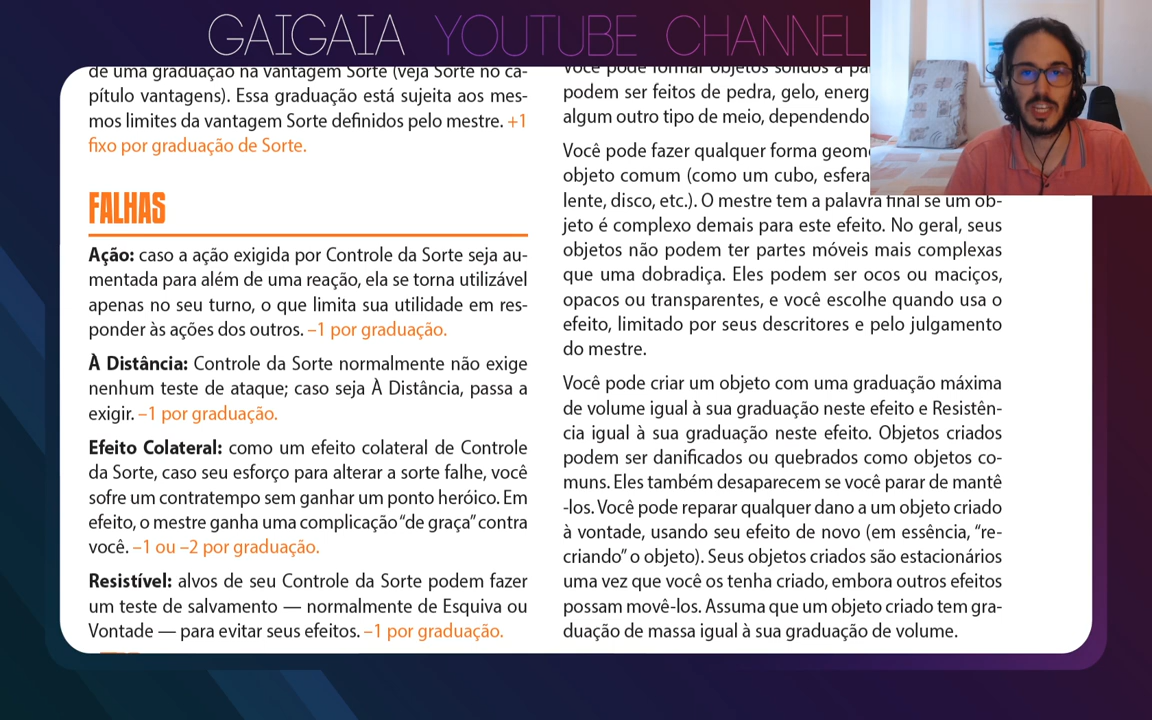 GAIGAIA YOUTUBE CHANNEL
de uma graduação na vantagem Sorte (veja Sorte no ca-
pítulo vantagens). Essa graduação está sujeita aos mes-
mos limites da vantagem Sorte definidos pelo mestre. +1
fixo por graduação de Sorte.
FALHAS
Ação: caso a ação exigida por Controle da Sorte seja au-
mentada para além de uma reação, ela se torna utilizável
apenas no seu turno, o que limita sua utilidade em res-
ponder às ações dos outros. –1 por graduação.
À Distância: Controle da Sorte normalmente não exige
nenhum teste de ataque; caso seja À Distância, passa a
exigir. –1 por graduação.
Efeito Colateral: como um efeito colateral de Controle
da Sorte, caso seu esforço para alterar a sorte falhe, você
sofre um contratempo sem ganhar um ponto heróico. Em
efeito, o mestre ganha uma complicação “de graça” contra
você. –1 ou –2 por graduação.
Resistível: alvos de seu Controle da Sorte podem fazer
um teste de salvamento — normalmente de Esquiva ou
Vontade — para evitar seus efeitos. –1 por graduação.
Você pode formar objetos sólidos a pa
podem ser feitos de pedra, gelo, energ
algum outro tipo de meio, dependendo
Você pode fazer qualquer forma geom
objeto comum (como um cubo, esfera
lente, disco, etc.). O mestre tem a palavra final se um ob-
jeto é complexo demais para este efeito. No geral, seus
objetos não podem ter partes móveis mais complexas
que uma dobradiça. Eles podem ser ocos ou maciços,
opacos ou transparentes, e você escolhe quando usa o
efeito, limitado por seus descritores e pelo julgamento
do mestre.
Você pode criar um objeto com uma graduação máxima
de volume igual à sua graduação neste efeito e Resistên-
cia igual à sua graduação neste efeito. Objetos criados
podem ser danificados ou quebrados como objetos co-
muns. Eles também desaparecem se você parar de mantê
-los. Você pode reparar qualquer dano a um objeto criado
à vontade, usando seu efeito de novo (em essência, “re-
criando” o objeto). Seus objetos criados são estacionários
uma vez que você os tenha criado, embora outros efeitos
possam movê-los. Assuma que um objeto criado tem gra-
duação de massa igual à sua graduação de volume.